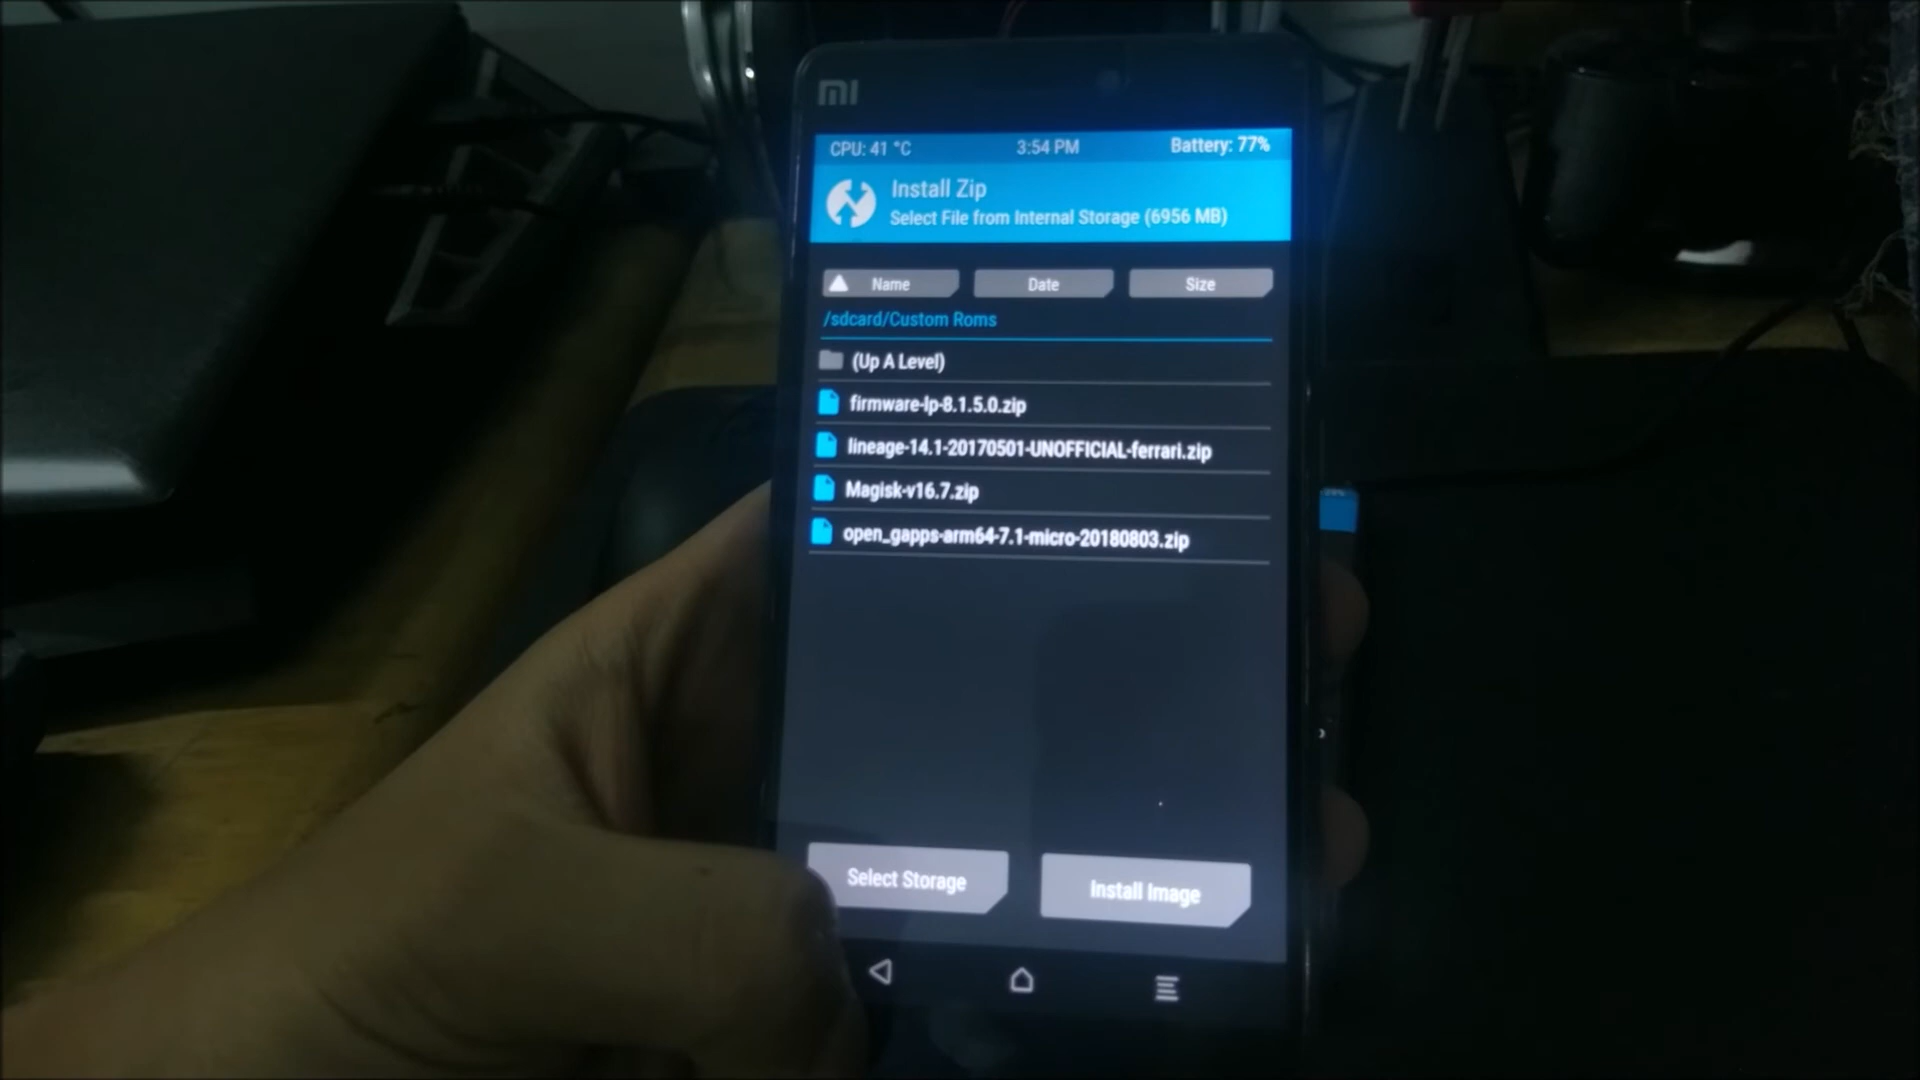 mi
CPU: 41 °C 3:54 PM Battery: 77%
Install Zip
Select File from Internal Storage (6956 MB)
Name Date Size
/sdcard/Custom Roms
(Up A Level)
firmware-lp-8.1.5.0.zip
lineage-14.1-20170501-UNOFFICIAL-ferrari.zip
Magisk-v16.7.zip
open_gapps-arm64-7.1-micro-20180803.zip
Select Storage Install Image